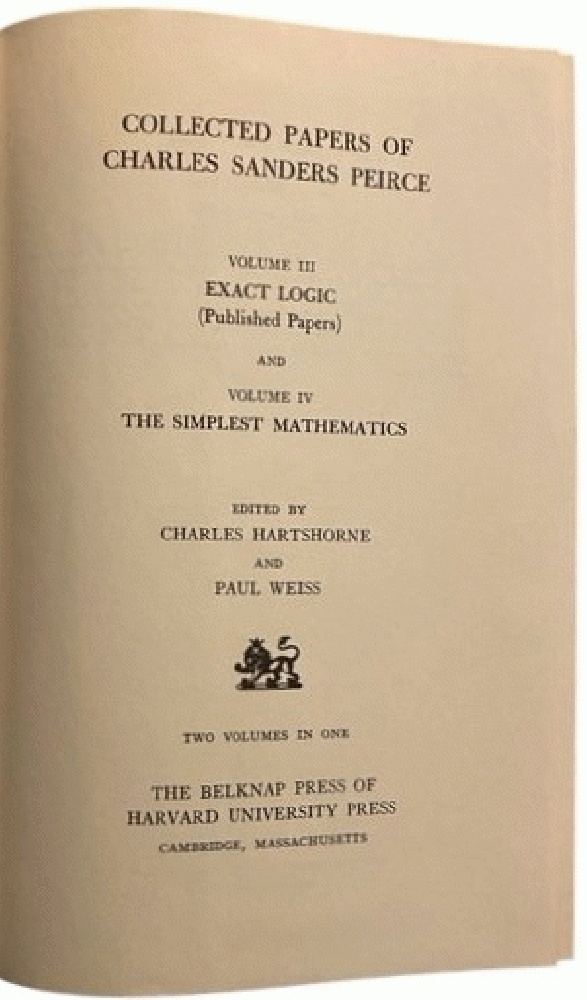 COLLECTED PAPERS OF
CHARLES SANDERS PEIRCE
VOLUME III
EXACT LOGIC
(Published Papers)
AND
VOLUME IV
THE SIMPLEST MATHEMATICS
EDITED BY
CHARLES HARTSHORNE
AND
PAUL WEISS
TWO VOLUMES IN ONE
THE BELKNAP PRESS OF
HARVARD UNIVERSITY PRESS
CAMBRIDGE, MASSACHUSETTS